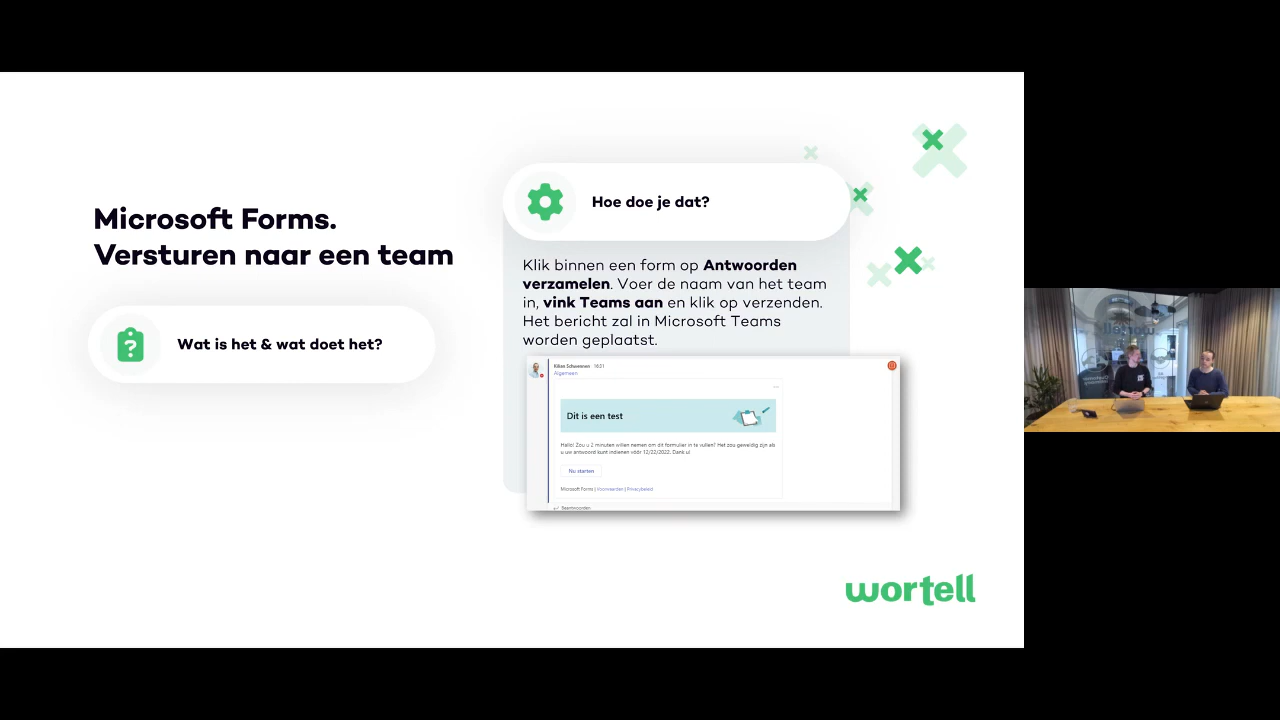 Microsoft Forms.
Versturen naar een team
Wat is het & wat doet het?
Hoe doe je dat?
Klik binnen een form op Antwoorden
verzamelen. Voer de naam van het team
in, vink Teams aan en klik op verzenden.
Het bericht zal in Microsoft Teams
worden geplaatst.
Kilian Schwennen 16:21
Algemeen
Dit is een test
Hallo! Zou u 2 minuten willen nemen om dit formulier in te vullen? Het zou geweldig zijn als
u uw antwoord kunt indienen vóór 12/22/2022. Dank u!
Nu starten
Microsoft Forms | Voorwaarden | Privacybeleid
Beantwoorden
wortell
wortell